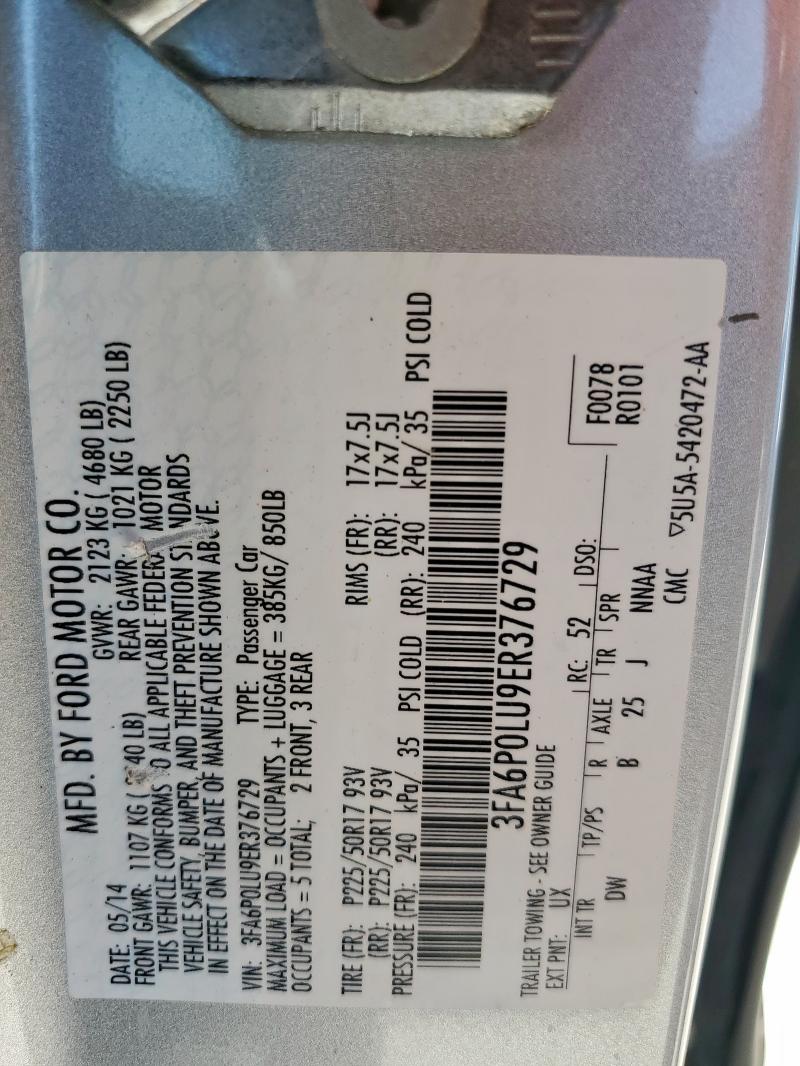 MFD. BY FORD MOTOR CO.
DATE: 05/14 GVWR: 2123 KG ( 4680 LB)
FRONT GAWR: 1107 KG ( 40 LB) REAR GAWR: 1021 KG ( 2250 LB)
THIS VEHICLE CONFORMS TO ALL APPLICABLE FEDERAL MOTOR
VEHICLE SAFETY, BUMPER, AND THEFT PREVENTION STANDARDS
IN EFFECT ON THE DATE OF MANUFACTURE SHOWN ABOVE.
VIN: 3FA6P0LU9ER376729 TYPE: Passenger Car
MAXIMUM LOAD = OCCUPANTS + LUGGAGE = 385KG/ 850LB
OCCUPANTS = 5 TOTAL; 2 FRONT, 3 REAR
TIRE (FR): P225/50R17 93V RIMS (FR): 17x7.5J
(RR): P225/50R17 93V (RR): 17x7.5J
PRESSURE (FR): 240 kPa/ 35 PSI COLD (RR): 240 kPa/ 35 PSI COLD
3FA6P0LU9ER376729
TRAILER TOWING - SEE OWNER GUIDE
EXT PNT: UX RC: 52 DSO: F0078
INT TR TP/PS R AXLE TR SPR R0101
DW B 25 J NNAA
CMC ▽5U5A-5420472-AA